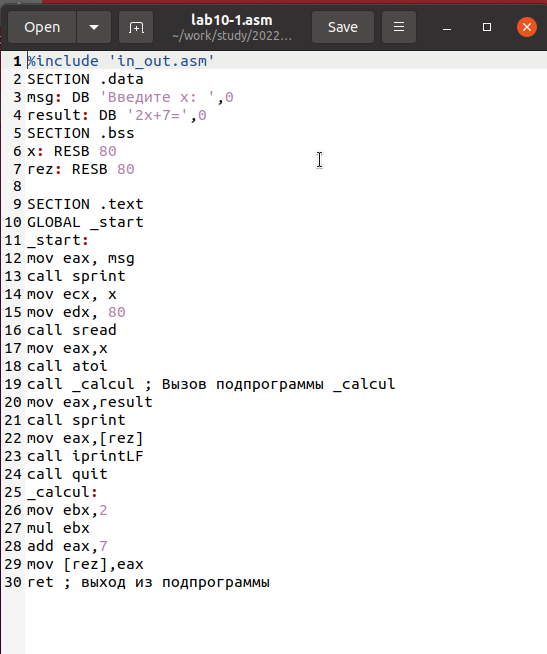 Open
lab10-1.asm
~/work/study/2022...
Save
1 %include 'in_out.asm'
2 SECTION .data
3 msg: DB 'Введите x: ',0
4 result: DB '2x+7=',0
5 SECTION .bss
6 x: RESB 80
7 rez: RESB 80
8
9 SECTION .text
10 GLOBAL _start
11 _start:
12 mov eax, msg
13 call sprint
14 mov ecx, x
15 mov edx, 80
16 call sread
17 mov eax,x
18 call atoi
19 call _calcul ; Вызов подпрограммы _calcul
20 mov eax,result
21 call sprint
22 mov eax,[rez]
23 call iprintLF
24 call quit
25 _calcul:
26 mov ebx,2
27 mul ebx
28 add eax,7
29 mov [rez],eax
30 ret ; выход из подпрограммы